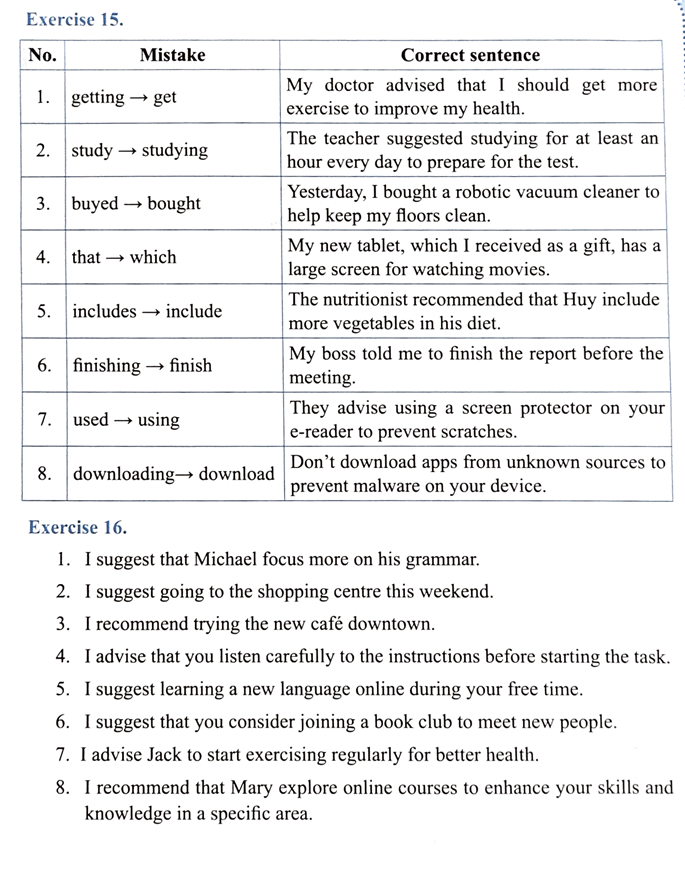 Exercise 15.
No. Mistake Correct sentence
1. getting → get My doctor advised that I should get more
exercise to improve my health.
2. study → studying The teacher suggested studying for at least an
hour every day to prepare for the test.
3. buyed → bought Yesterday, I bought a robotic vacuum cleaner to
help keep my floors clean.
4. that → which My new tablet, which I received as a gift, has a
large screen for watching movies.
5. includes → include The nutritionist recommended that Huy include
more vegetables in his diet.
6. finishing → finish My boss told me to finish the report before the
meeting.
7. used → using They advise using a screen protector on your
e-reader to prevent scratches.
8. downloading→ download Don’t download apps from unknown sources to
prevent malware on your device.
Exercise 16.
1. I suggest that Michael focus more on his grammar.
2. I suggest going to the shopping centre this weekend.
3. I recommend trying the new café downtown.
4. I advise that you listen carefully to the instructions before starting the task.
5. I suggest learning a new language online during your free time.
6. I suggest that you consider joining a book club to meet new people.
7. I advise Jack to start exercising regularly for better health.
8. I recommend that Mary explore online courses to enhance your skills and
knowledge in a specific area.